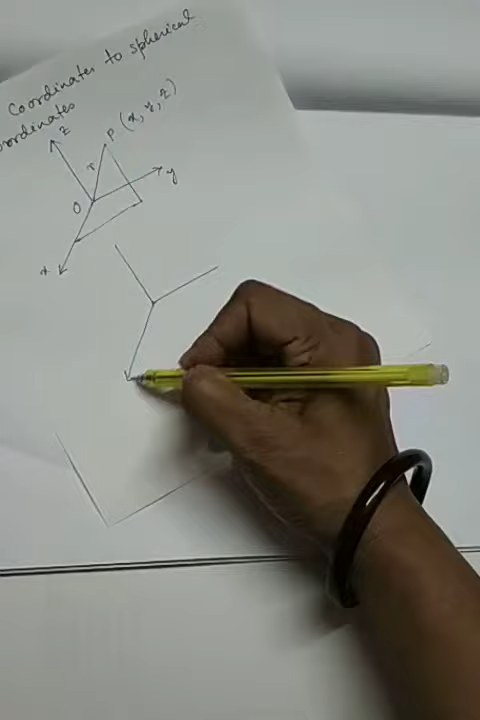 Coordinates to spherical
coordinates
z
P (x, y, z)
r
y
O
x